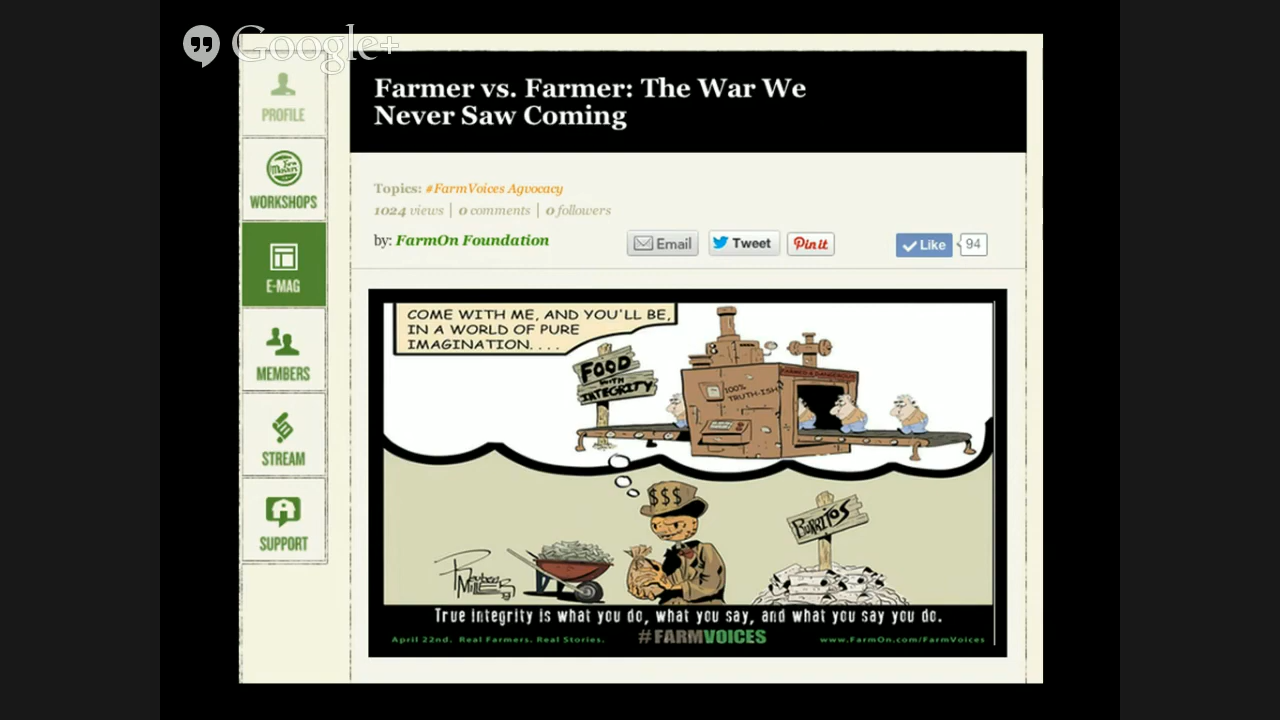 Google+
Farmer vs. Farmer: The War We
Never Saw Coming
PROFILE
WORKSHOPS
E-MAG
MEMBERS
STREAM
SUPPORT
Topics: #FarmVoices Agvocacy
1024 views | 0 comments | 0 followers
by: FarmOn Foundation
Email
Tweet
Pin it
Like
94
COME WITH ME, AND YOU'LL BE,
IN A WORLD OF PURE
IMAGINATION. . . .
FOOD
WITH
INTEGRITY
100%
TRUTH-ISH
FARMED & DANGEROUS
$$$
BURRITOS
Reuben
Miller
True integrity is what you do, what you say, and what you say you do.
April 22nd. Real Farmers. Real Stories.
#FARMVOICES
www.FarmOn.com/FarmVoices